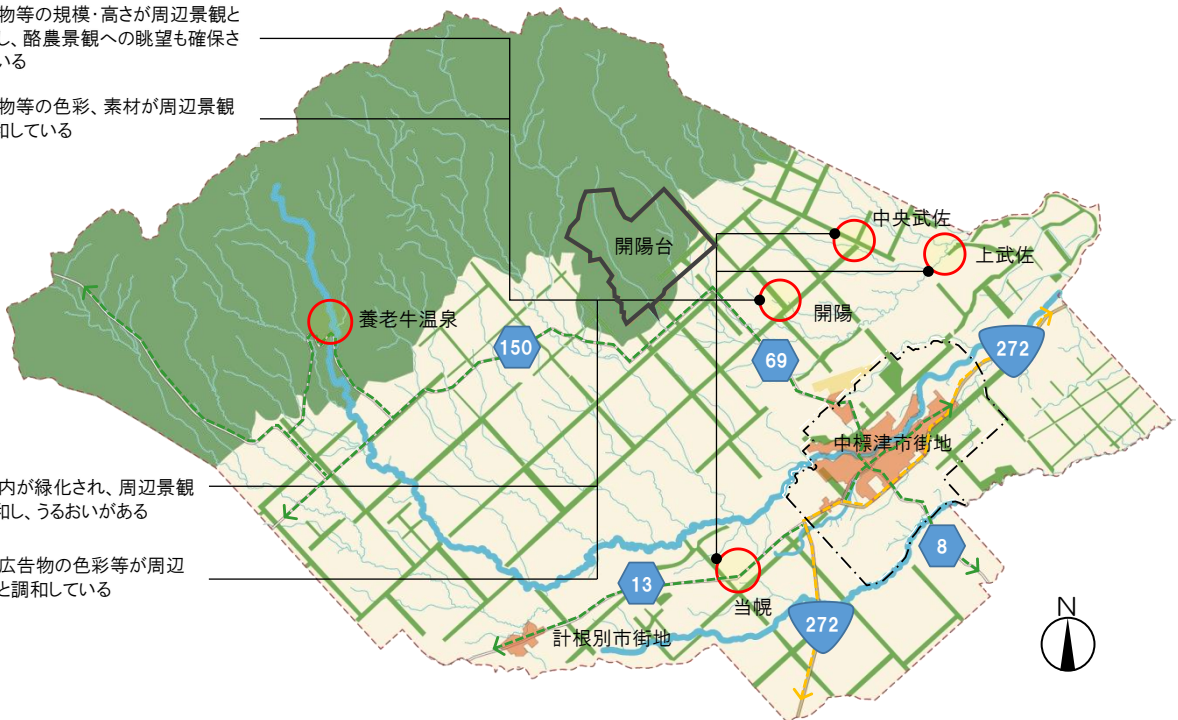 物等の規模・高さが周辺景観と
し、酪農景観への眺望も確保さ
いる
物等の色彩、素材が周辺景観
和している
中央武佐
開陽台
上武佐
開陽
養老牛温泉
150
69
272
中標津市街地
内が緑化され、周辺景観
和し、うるおいがある
8
広告物の色彩等が周辺
と調和している
13
当幌
272
計根別市街地
N